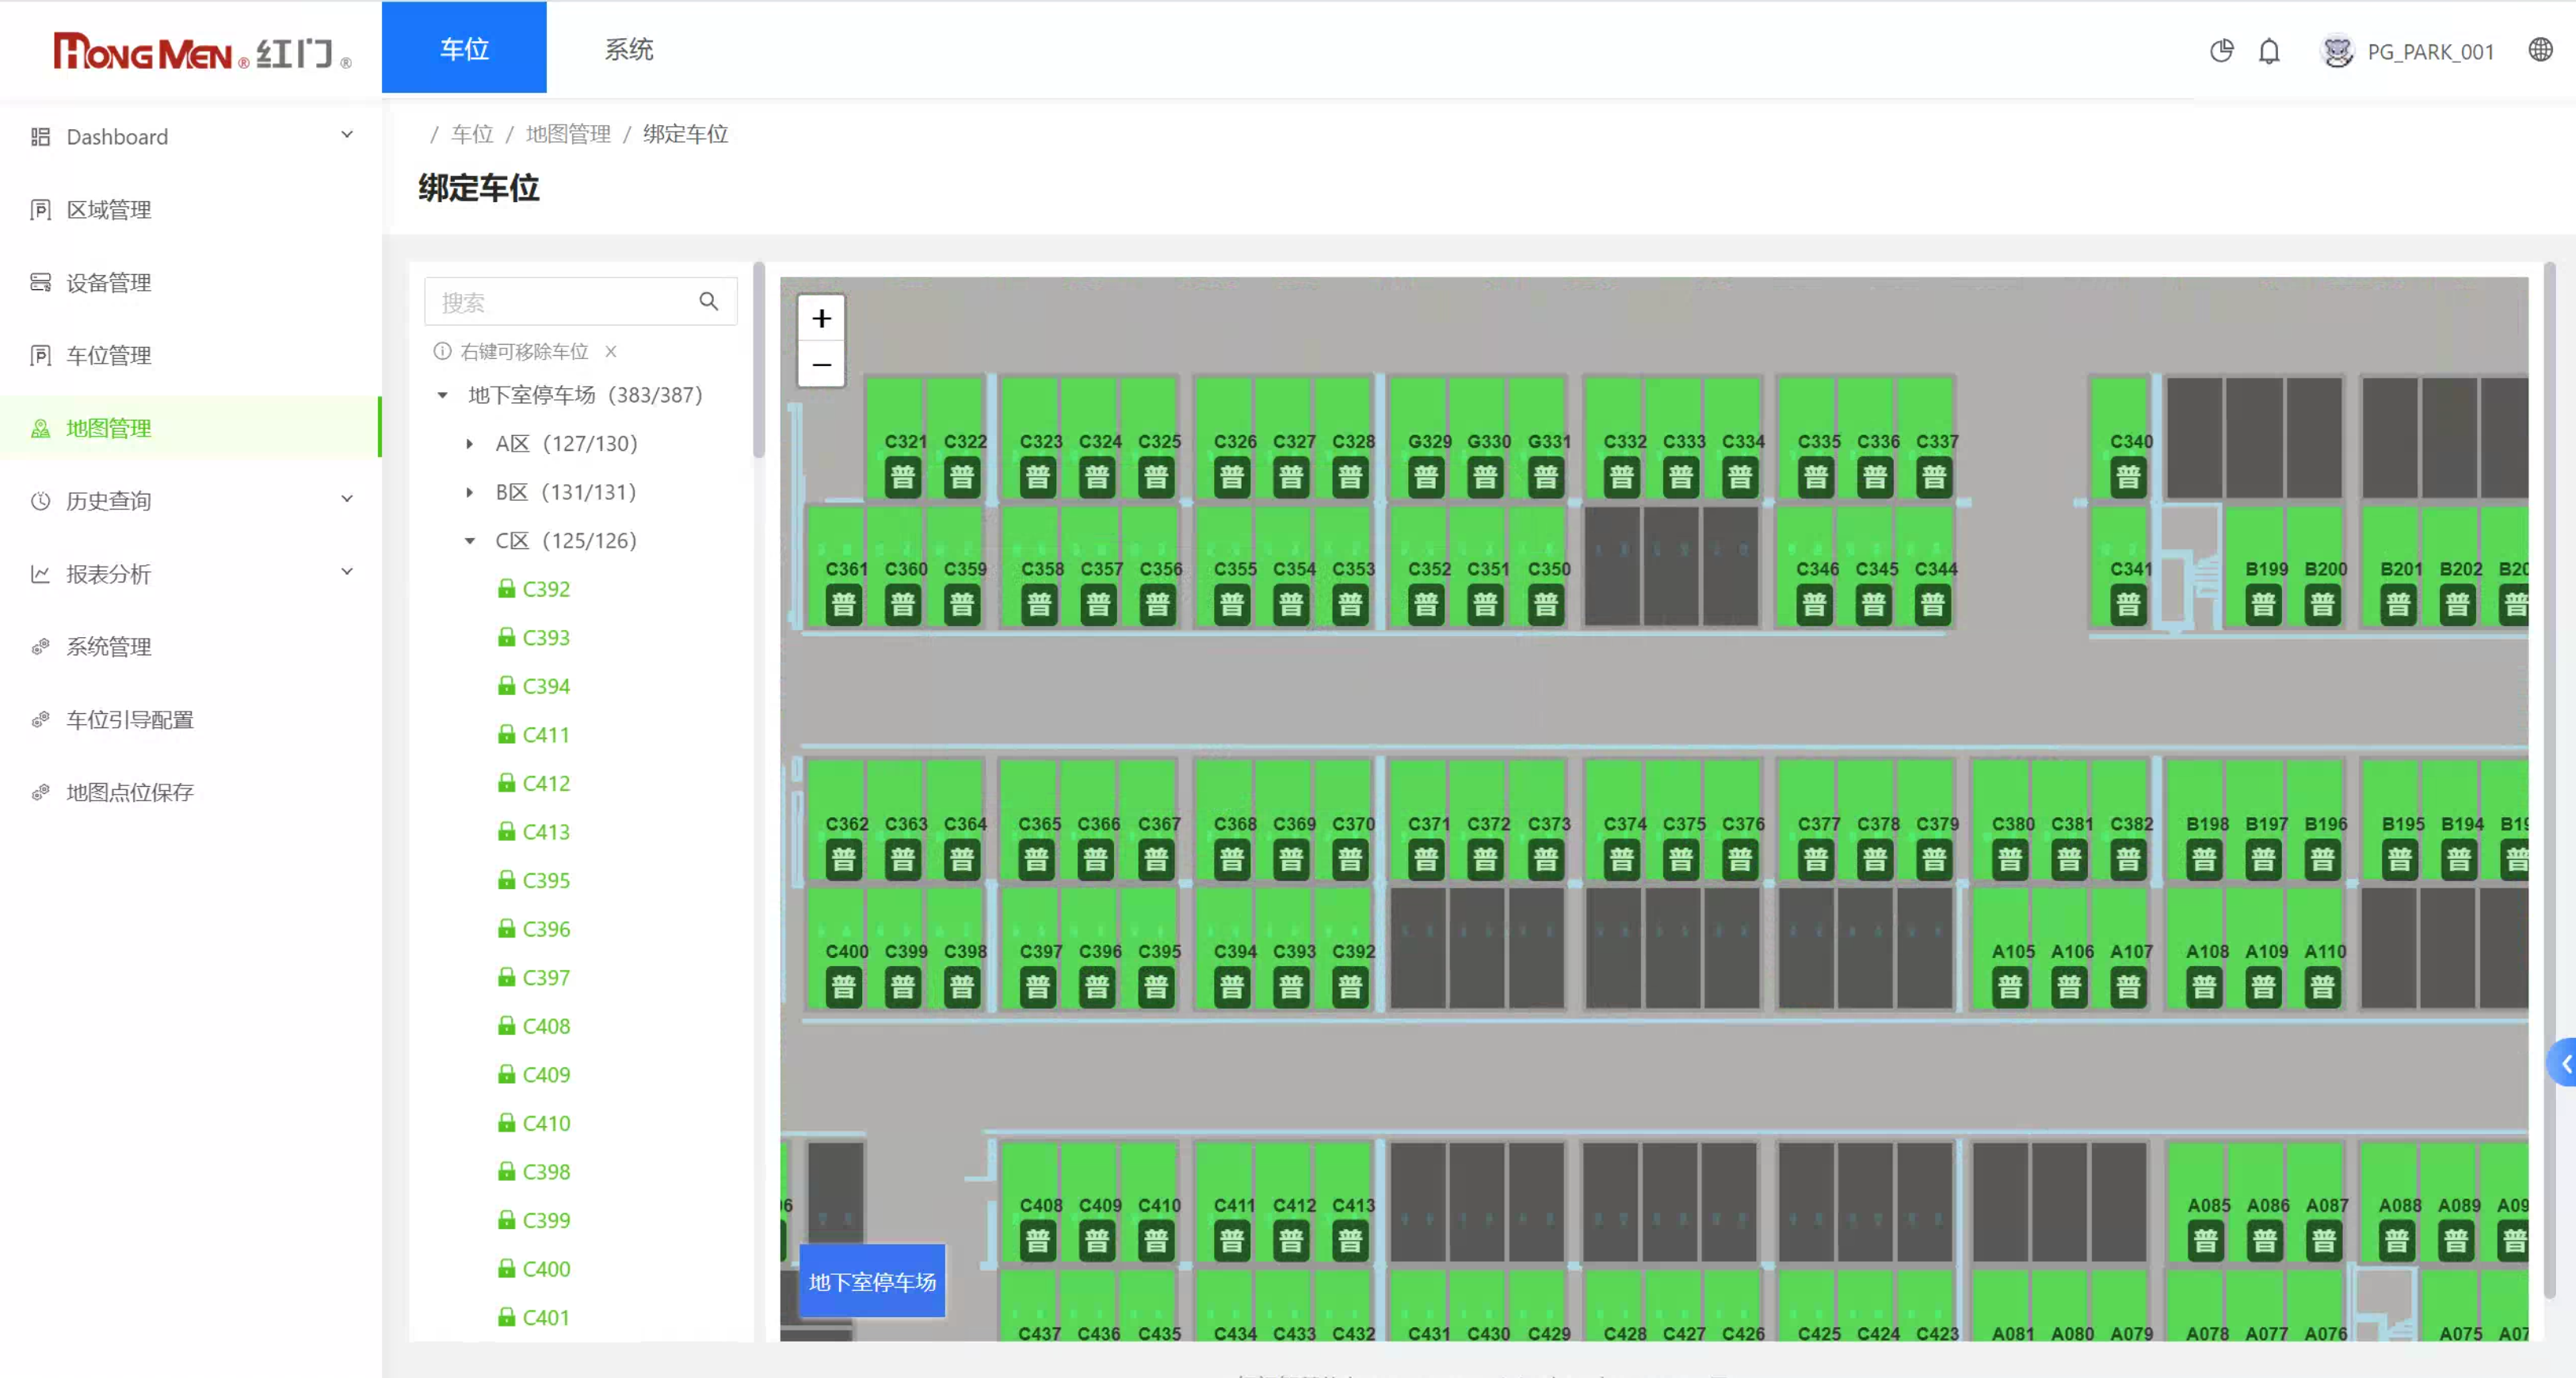 HONG MEN® 红门®
车位
系统
PG_PARK_001
Dashboard
区域管理
设备管理
车位管理
地图管理
历史查询
报表分析
系统管理
车位引导配置
地图点位保存
/ 车位 / 地图管理 / 绑定车位
绑定车位
搜索
右键可移除车位 ×
地下室停车场（383/387）
A区（127/130）
B区（131/131）
C区（125/126）
C392
C393
C394
C411
C412
C413
C395
C396
C397
C408
C409
C410
C398
C399
C400
C401
+
−
C321 C322 C323 C324 C325 C326 C327 C328 G329 G330 G331 C332 C333 C334 C335 C336 C337 C340
普 普 普 普 普 普 普 普 普 普 普 普 普 普 普 普 普 普
C361 C360 C359 C358 C357 C356 C355 C354 C353 C352 C351 C350 C346 C345 C344 C341 B199 B200 B201 B202
普 普 普 普 普 普 普 普 普 普 普 普 普 普 普 普 普 普 普 普 普
C362 C363 C364 C365 C366 C367 C368 C369 C370 C371 C372 C373 C374 C375 C376 C377 C378 C379 C380 C381 C382 B198 B197 B196 B195 B194
普 普 普 普 普 普 普 普 普 普 普 普 普 普 普 普 普 普 普 普 普 普 普 普 普 普 普
C400 C399 C398 C397 C396 C395 C394 C393 C392 A105 A106 A107 A108 A109 A110
普 普 普 普 普 普 普 普 普 普 普 普 普 普 普
C408 C409 C410 C411 C412 C413 A085 A086 A087 A088 A089
普 普 普 普 普 普 普 普 普 普 普 普
地下室停车场
C437 C436 C435 C434 C433 C432 C431 C430 C429 C428 C427 C426 C425 C424 C423 A081 A080 A079 A078 A077 A076 A075